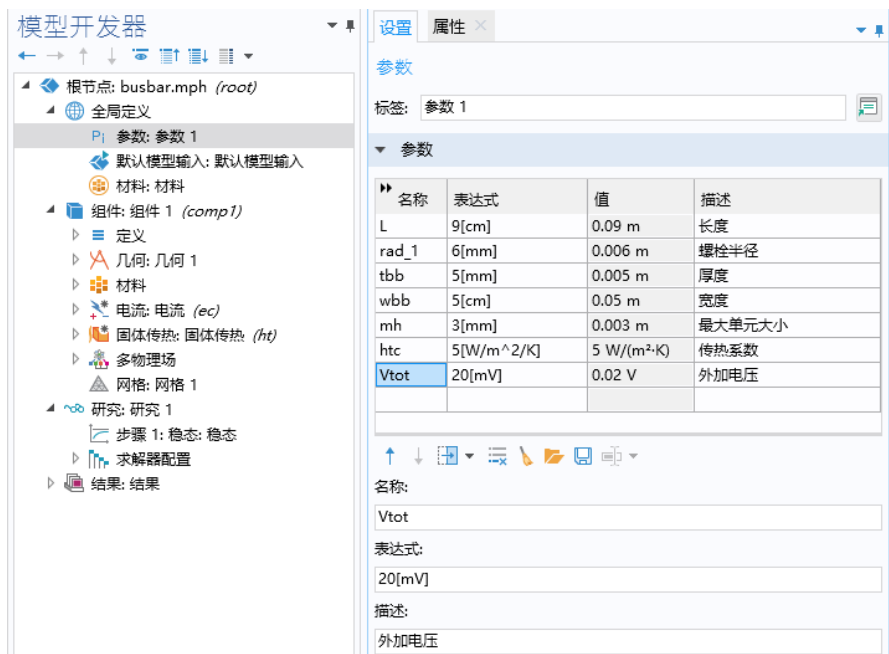 模型开发器
根节点: busbar.mph (root)
全局定义
Pi 参数: 参数 1
默认模型输入: 默认模型输入
材料: 材料
组件: 组件 1 (comp1)
定义
几何: 几何 1
材料
电流: 电流 (ec)
固体传热: 固体传热 (ht)
多物理场
网格: 网格 1
研究: 研究 1
步骤 1: 稳态: 稳态
求解器配置
结果: 结果
设置 属性
参数
标签: 参数 1
参数
名称 表达式 值 描述
L 9[cm] 0.09 m 长度
rad_1 6[mm] 0.006 m 螺栓半径
tbb 5[mm] 0.005 m 厚度
wbb 5[cm] 0.05 m 宽度
mh 3[mm] 0.003 m 最大单元大小
htc 5[W/m^2/K] 5 W/(m²·K) 传热系数
Vtot 20[mV] 0.02 V 外加电压
名称:
Vtot
表达式:
20[mV]
描述:
外加电压